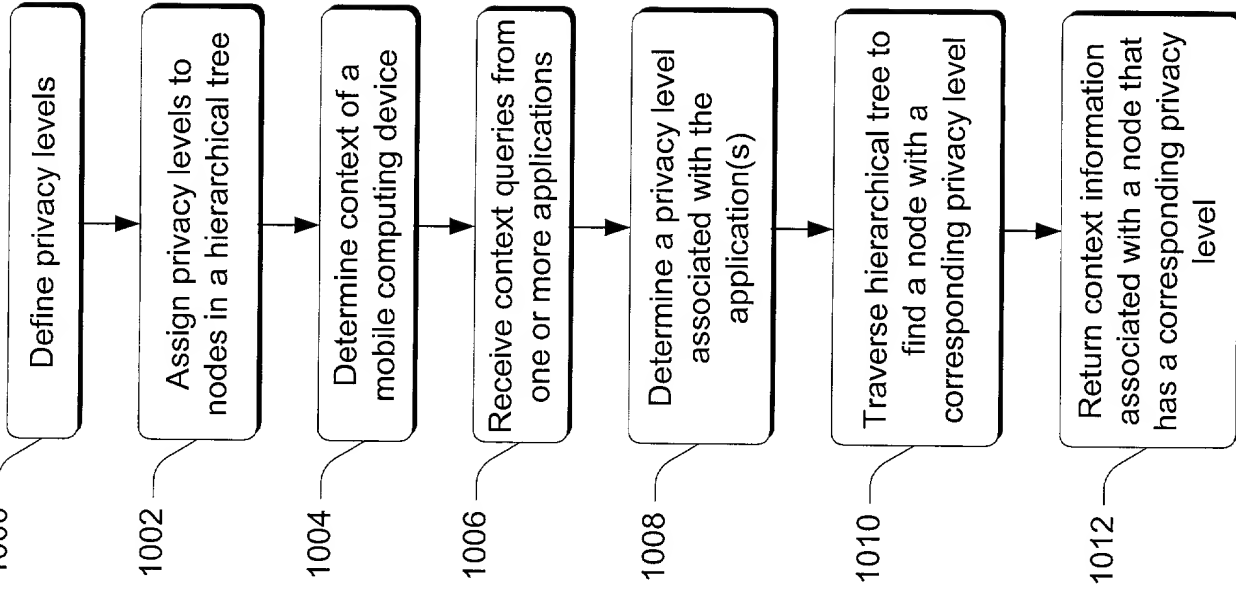 Define privacy levels
1002
Assign privacy levels to
nodes in a hierarchical tree
1004
Determine context of a
mobile computing device
1006
Receive context queries from
one or more applications
1008
Determine a privacy level
associated with the
application(s)
1010
Traverse hierarchical tree to
find a node with a
corresponding privacy level
1012
Return context information
associated with a node that
has a corresponding privacy
level